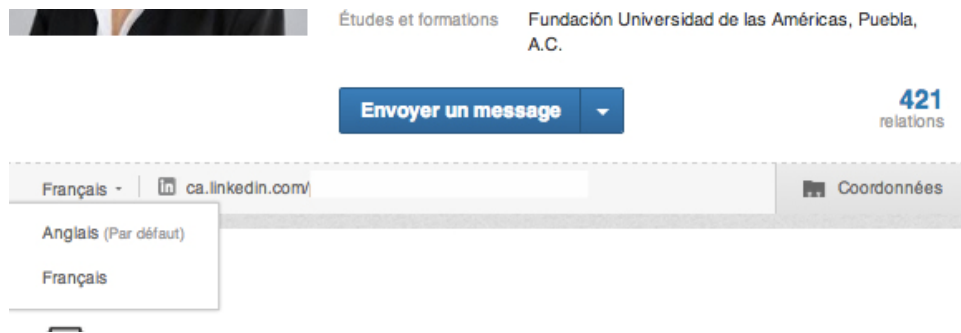 Études et formations Fundación Universidad de las Américas, Puebla,
A.C.
Envoyer un message
421
relations
Français
in ca.linkedin.com/
Coordonnées
Anglais (Par défaut)
Français